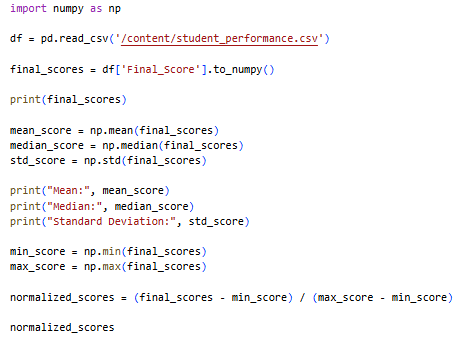 import numpy as np
df = pd.read_csv('/content/student_performance.csv')
final_scores = df['Final_Score'].to_numpy()
print(final_scores)
mean_score = np.mean(final_scores)
median_score = np.median(final_scores)
std_score = np.std(final_scores)
print("Mean:", mean_score)
print("Median:", median_score)
print("Standard Deviation:", std_score)
min_score = np.min(final_scores)
max_score = np.max(final_scores)
normalized_scores = (final_scores - min_score) / (max_score - min_score)
normalized_scores